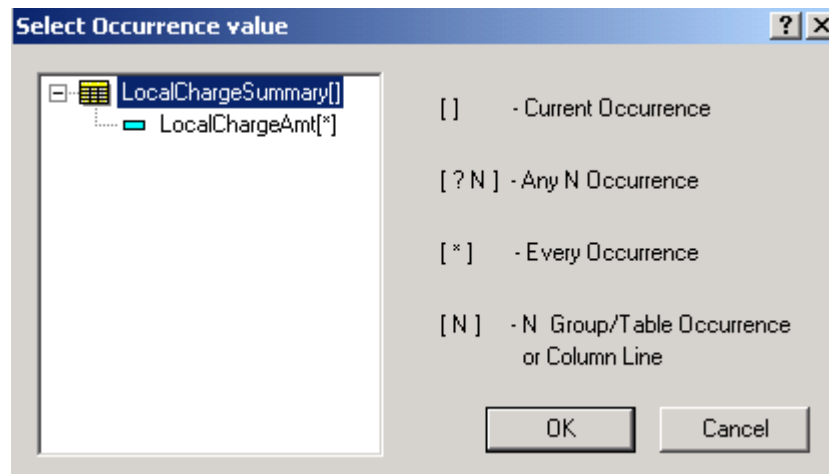 Select Occurrence value
LocalChargeSummary[]
LocalChargeAmt[*]
[ ] - Current Occurrence
[ ? N ] - Any N Occurrence
[ * ] - Every Occurrence
[ N ] - N Group/Table Occurrence
or Column Line
OK Cancel